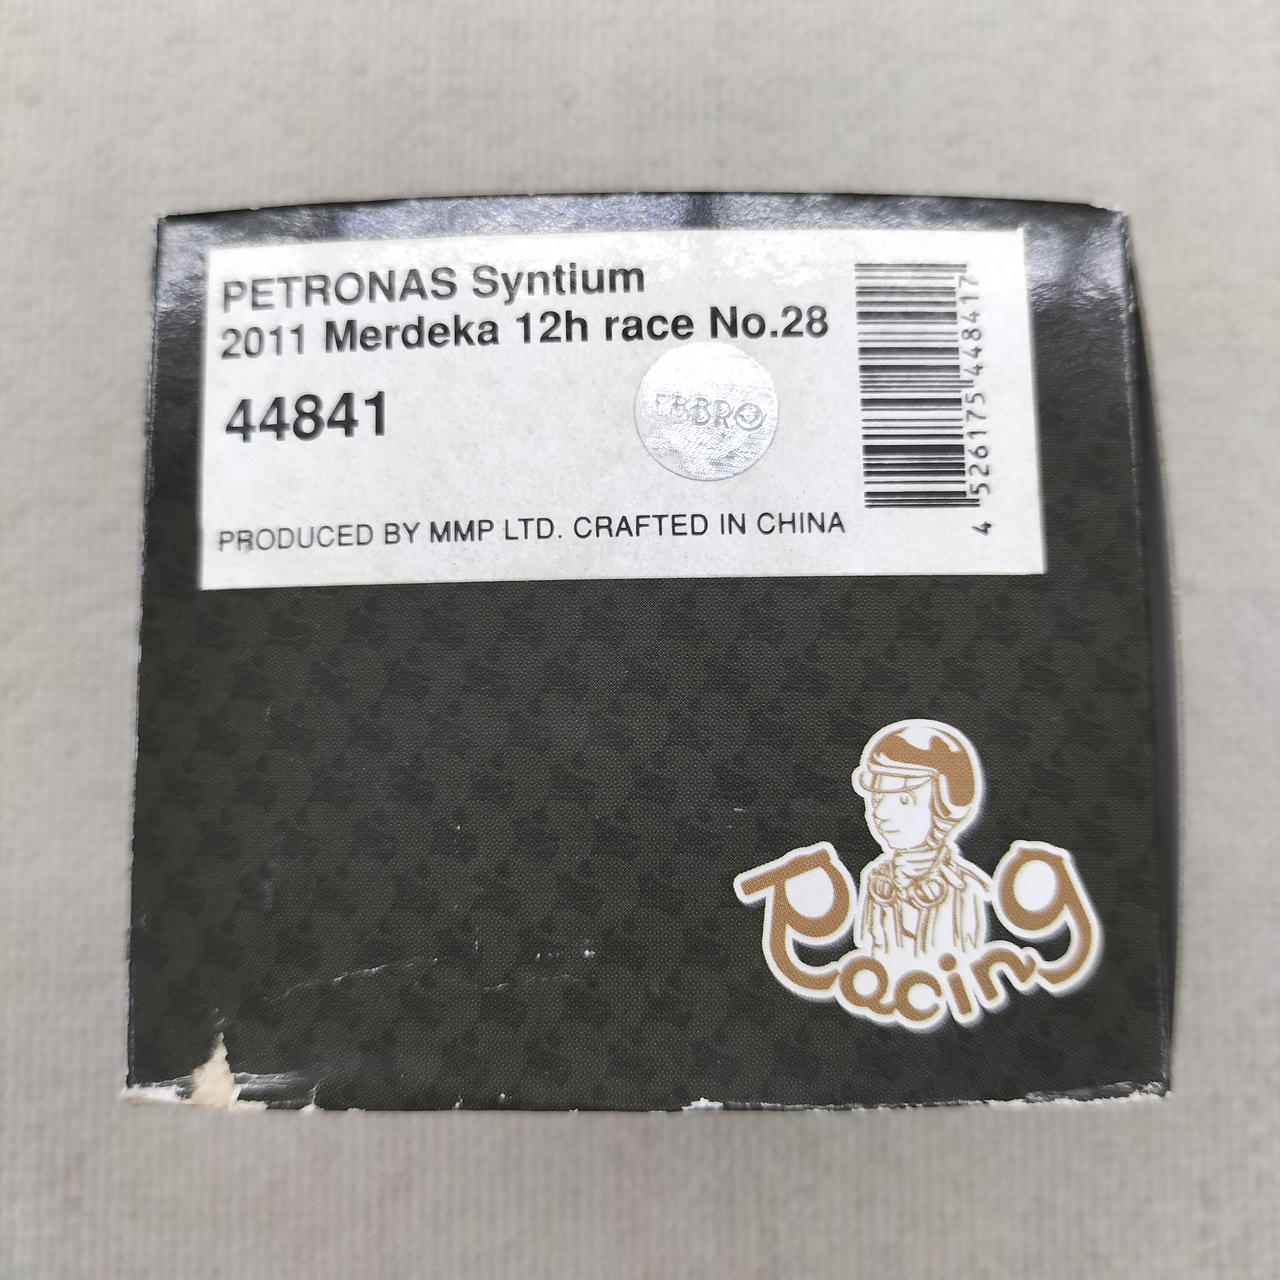 PETRONAS Syntium
2011 Merdeka 12h race No.28
44841
EBBRO
PRODUCED BY MMP LTD. CRAFTED IN CHINA
4 526175 448417
Racing